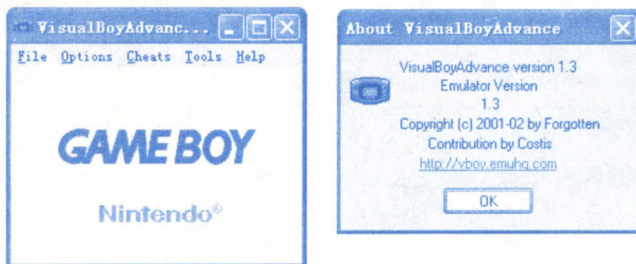 VisualBoyAdvanc...
File Options Cheats Tools Help
GAME BOY
Nintendo®
About VisualBoyAdvance
VisualBoyAdvance version 1.3
Emulator Version
1.3
Copyright (c) 2001-02 by Forgotten
Contribution by Costis
http://vboy.emuhq.com
OK